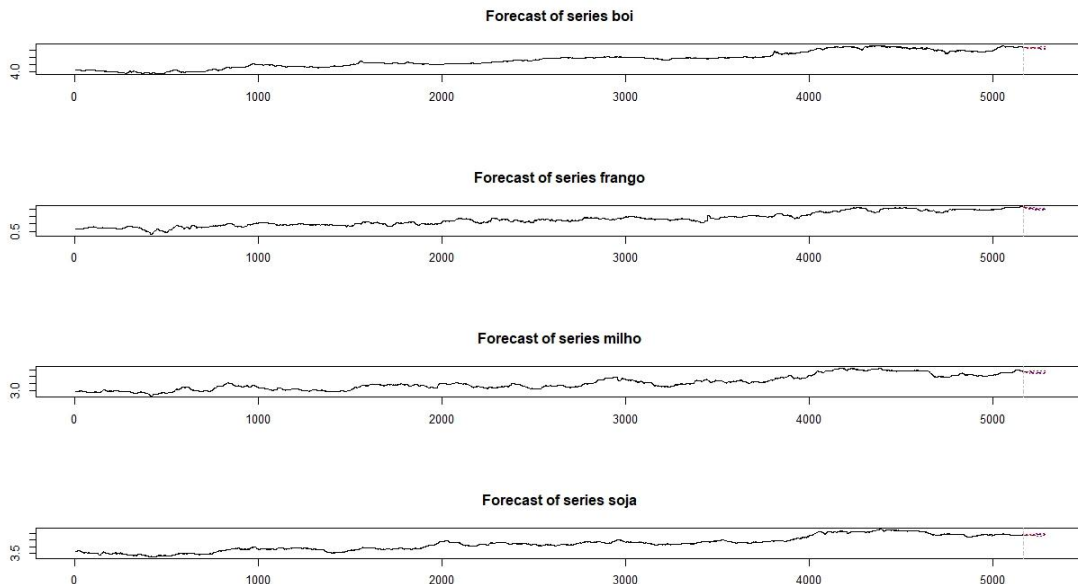 Forecast of series boi
4.0
0 1000 2000 3000 4000 5000
Forecast of series frango
0.5
0 1000 2000 3000 4000 5000
Forecast of series milho
3.0
0 1000 2000 3000 4000 5000
Forecast of series soja
3.5
0 1000 2000 3000 4000 5000